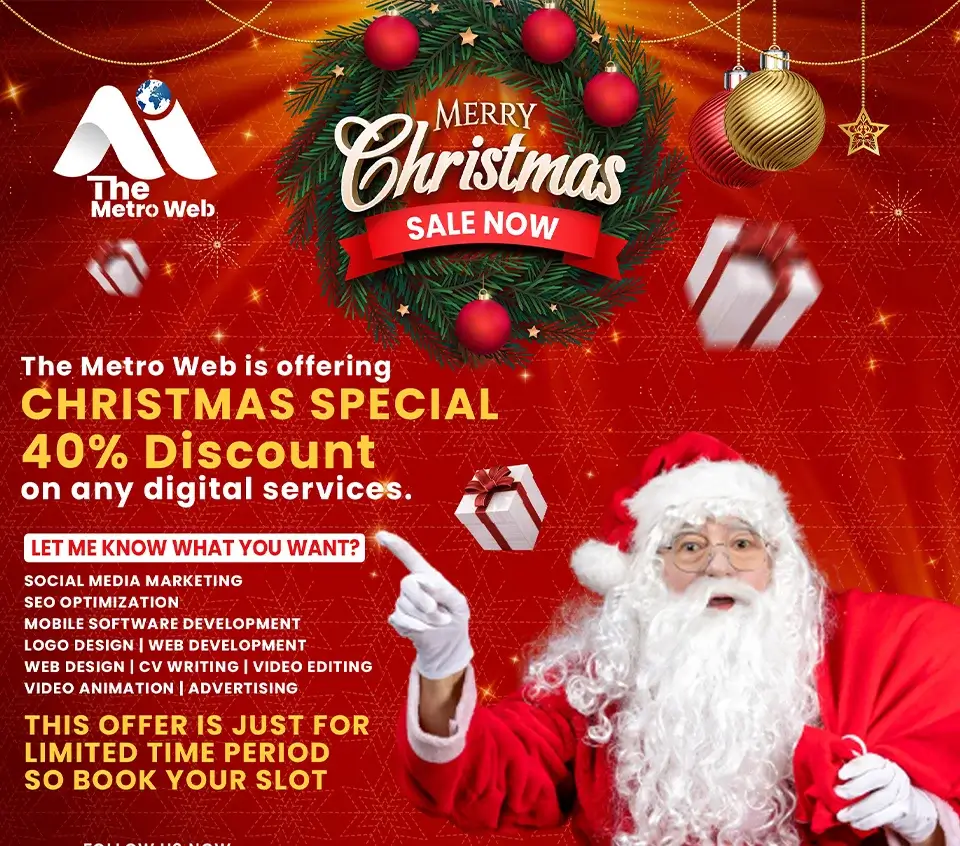 The
Metro Web
MERRY
Christmas
SALE NOW
The Metro Web is offering
CHRISTMAS SPECIAL
40% Discount
on any digital services.
LET ME KNOW WHAT YOU WANT?
SOCIAL MEDIA MARKETING
SEO OPTIMIZATION
MOBILE SOFTWARE DEVELOPMENT
LOGO DESIGN | WEB DEVELOPMENT
WEB DESIGN | CV WRITING | VIDEO EDITING
VIDEO ANIMATION | ADVERTISING
THIS OFFER IS JUST FOR
LIMITED TIME PERIOD
SO BOOK YOUR SLOT
FOLLOW US NOW